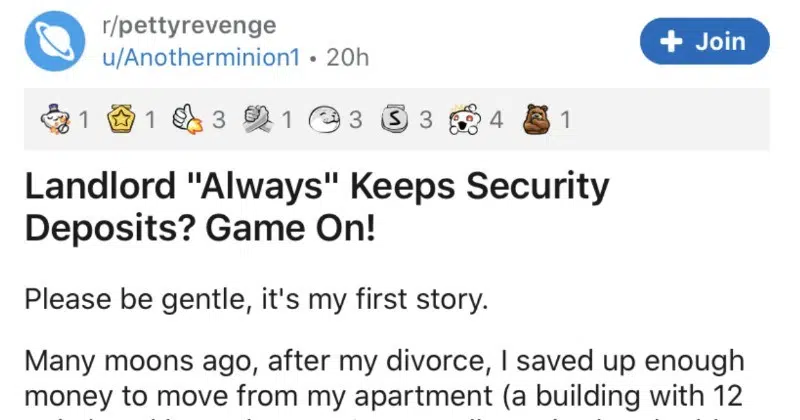 r/pettyrevenge
u/Anotherminion1 • 20h
+ Join
1 1 3 1 3 S 3 4 1
Landlord "Always" Keeps Security
Deposits? Game On!
Please be gentle, it's my first story.
Many moons ago, after my divorce, I saved up enough
money to move from my apartment (a building with 12